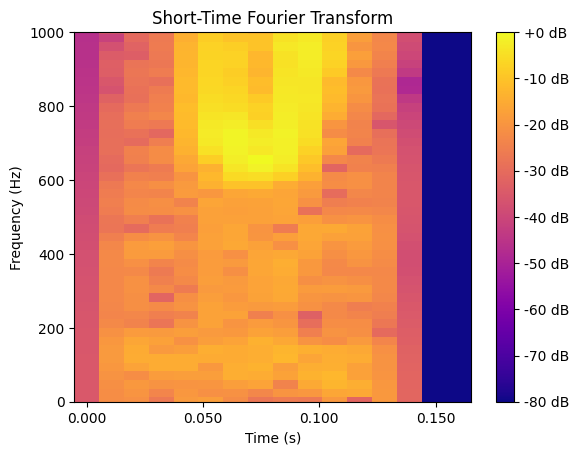 Short-Time Fourier Transform
1000
800
600
400
200
0
Frequency (Hz)
0.000
0.050
0.100
0.150
Time (s)
+0 dB
-10 dB
-20 dB
-30 dB
-40 dB
-50 dB
-60 dB
-70 dB
-80 dB